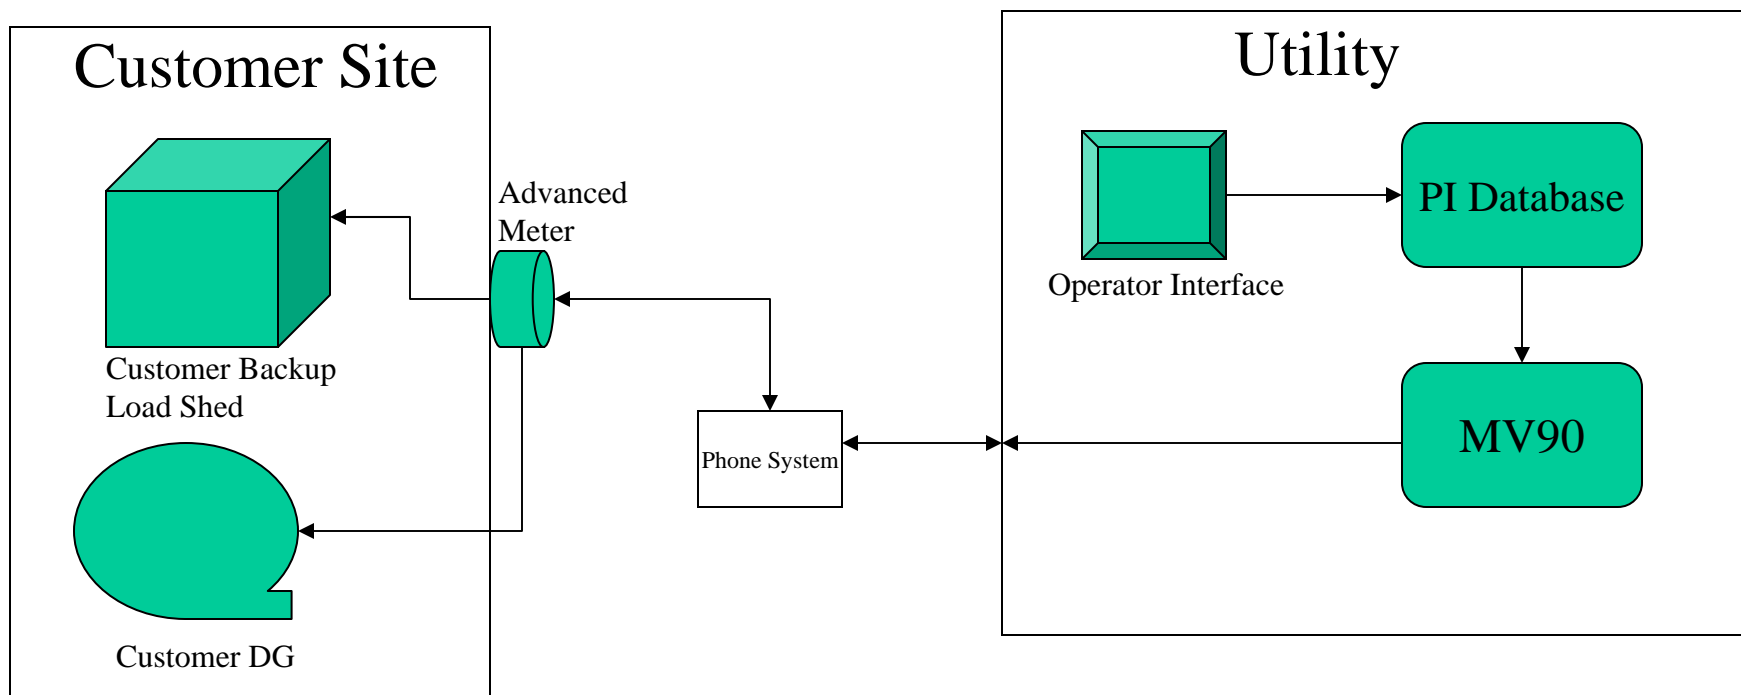 Customer Site
Utility
Advanced
Meter
PI Database
Operator Interface
Customer Backup
Load Shed
Phone System
MV90
Customer DG